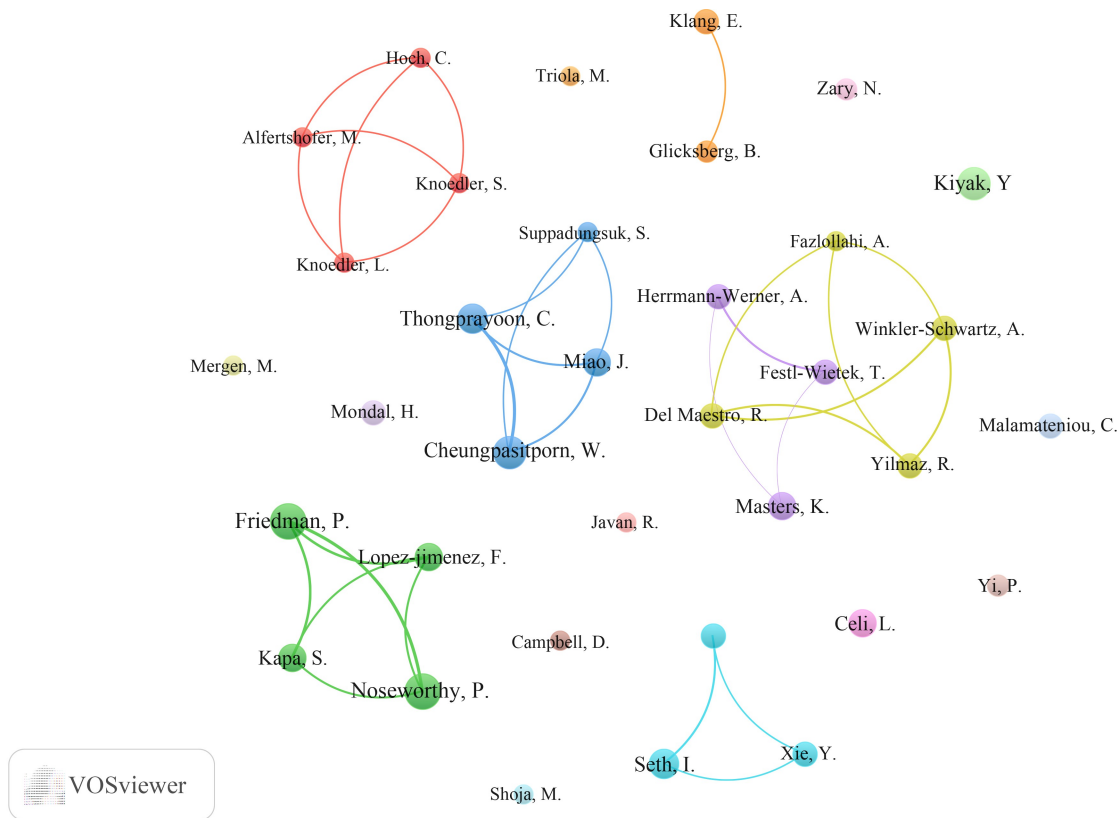 Klang, E.
Hoch, C.
Triola, M.
Zary, N.
Alfertshofer, M.
Glicksberg, B.
Knoedler, S.
Kiyak, Y
Suppadungsuk, S.
Fazlollahi, A.
Knoedler, L.
Herrmann-Werner, A.
Thongprayoon, C.
Winkler-Schwartz, A.
Mergen, M.
Miao, J.
Festl-Wietek, T.
Mondal, H.
Del Maestro, R.
Malamateniou, C.
Cheungpasitporn, W.
Yilmaz, R.
Masters, K.
Friedman, P.
Javan, R.
Lopez-jimenez, F.
Yi, P.
Celi, L.
Campbell, D.
Kapa, S.
Noseworthy, P.
Xie, Y.
Seth, I.
VOSviewer
Shoja, M.